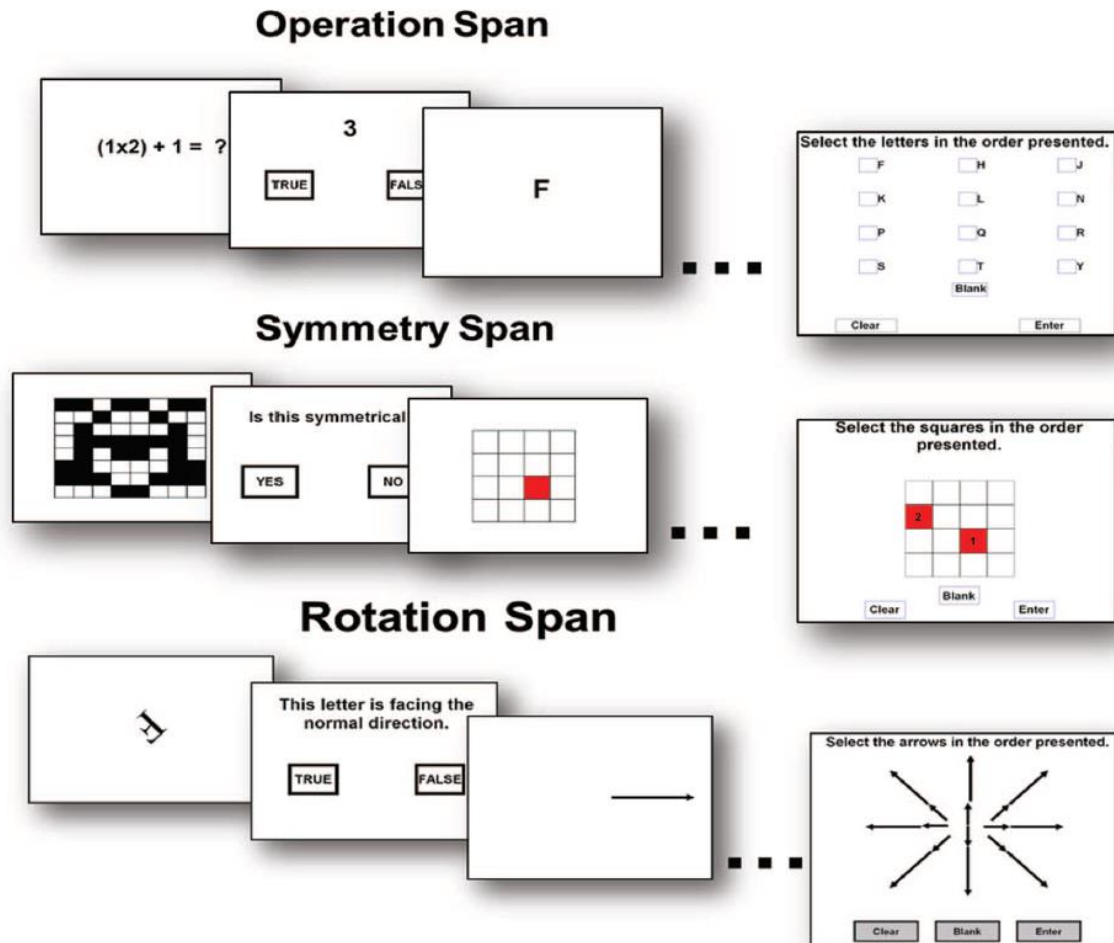 Operation Span
(1x2) + 1 = ?
3
TRUE
FALS
F
Select the letters in the order presented.
F H J
K L N
P Q R
S T Y
Blank
Clear Enter
Symmetry Span
Is this symmetrical
YES
NO
Select the squares in the order
presented.
2
1
Blank
Clear Enter
Rotation Span
F
This letter is facing the
normal direction.
TRUE
FALSE
Select the arrows in the order presented.
Clear Blank Enter